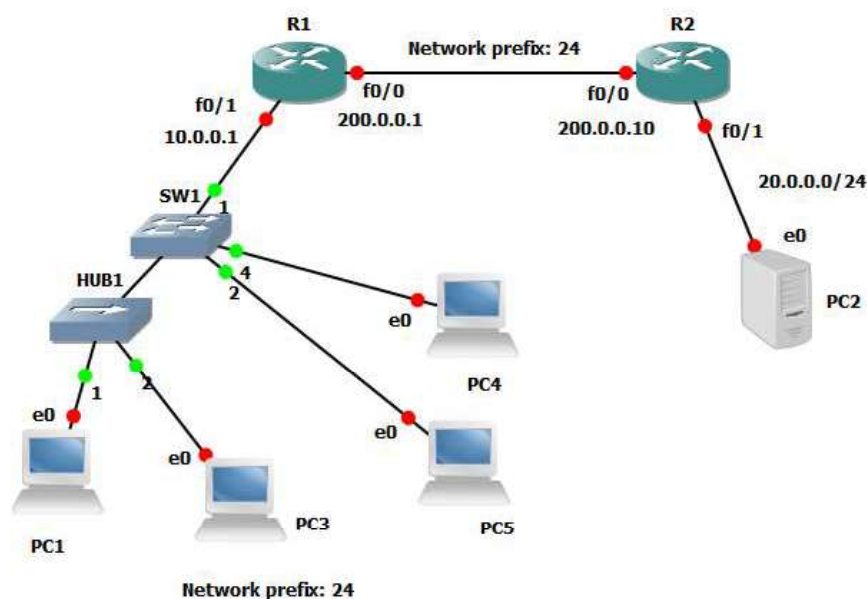 R1
R2
Network prefix: 24
f0/0
f0/0
f0/1
200.0.0.1
10.0.0.1
200.0.0.10
f0/1
SW1
20.0.0.0/24
1
e0
4
HUB1
2
PC2
e0
PC4
2
1
e0
e0
e0
PC3
PC5
PC1
Network prefix: 24